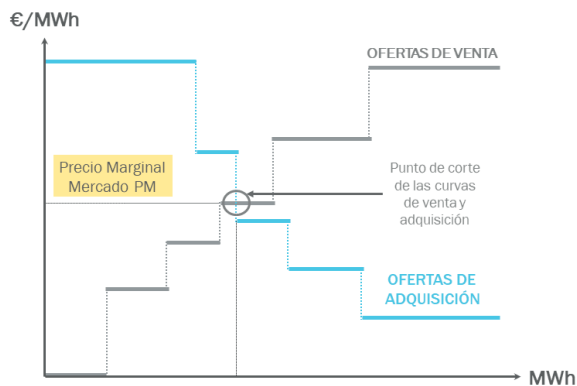 €/MWh
OFERTAS DE VENTA
Precio Marginal
Mercado PM
Punto de corte
de las curvas
de venta y
adquisición
OFERTAS DE
ADQUISICIÓN
MWh